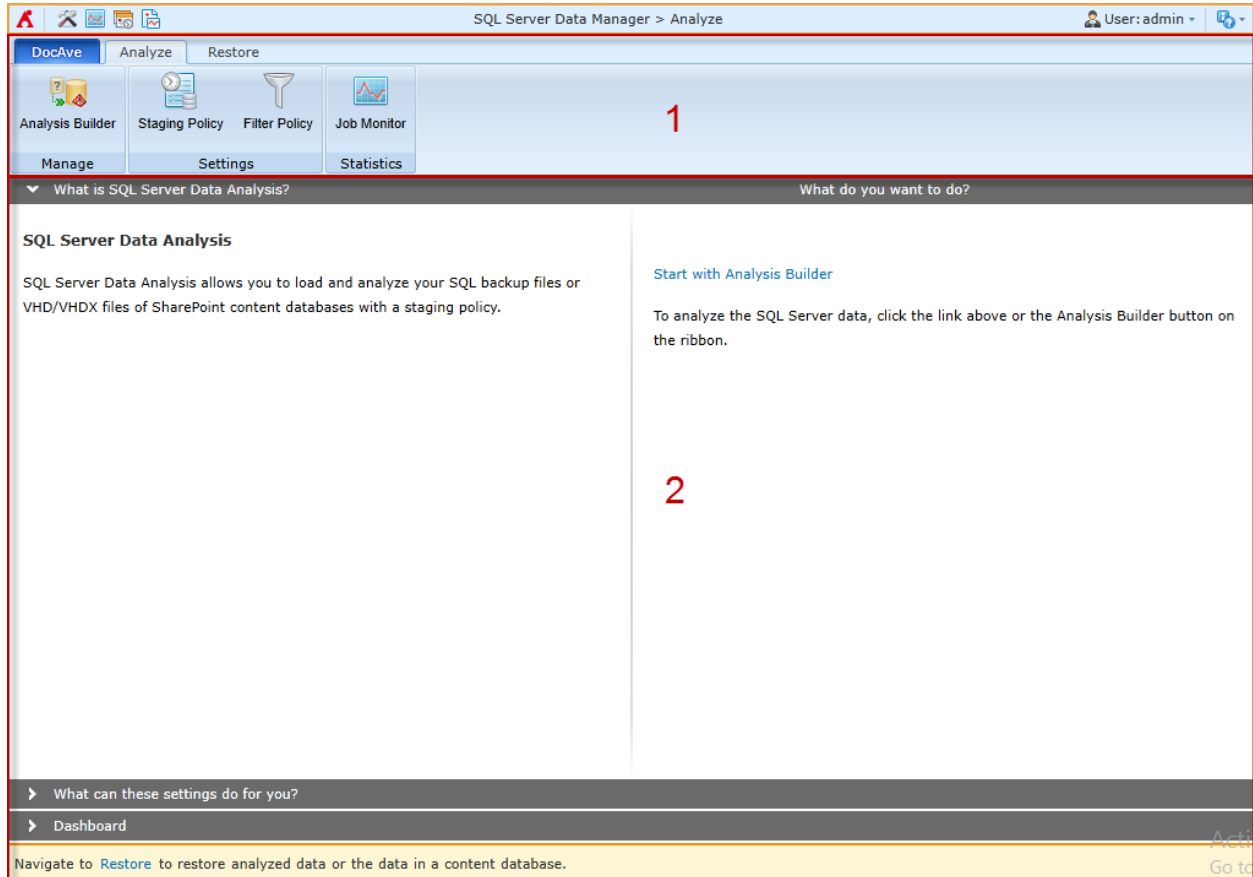 SQL Server Data Manager > Analyze
User: admin
DocAve Analyze Restore
Analysis Builder Staging Policy Filter Policy Job Monitor
1
Manage Settings Statistics
What is SQL Server Data Analysis?
What do you want to do?
SQL Server Data Analysis
SQL Server Data Analysis allows you to load and analyze your SQL backup files or
VHD/VHDX files of SharePoint content databases with a staging policy.
Start with Analysis Builder
To analyze the SQL Server data, click the link above or the Analysis Builder button on
the ribbon.
2
What can these settings do for you?
Dashboard
Navigate to Restore to restore analyzed data or the data in a content database.
Go to